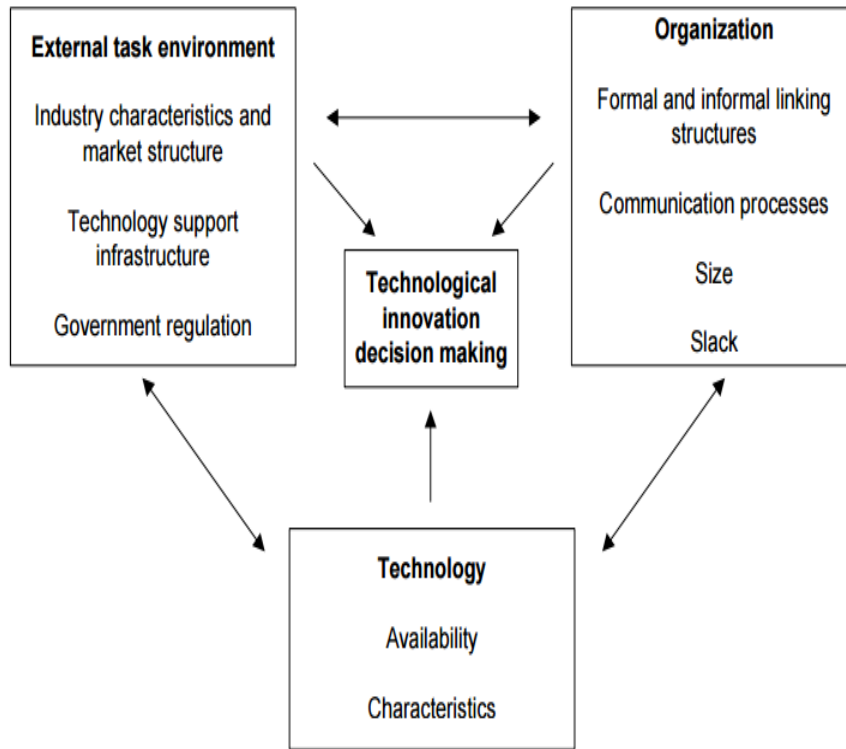 External task environment
Industry characteristics and
market structure
Technology support
infrastructure
Government regulation
Organization
Formal and informal linking
structures
Communication processes
Size
Slack
Technological
innovation
decision making
Technology
Availability
Characteristics